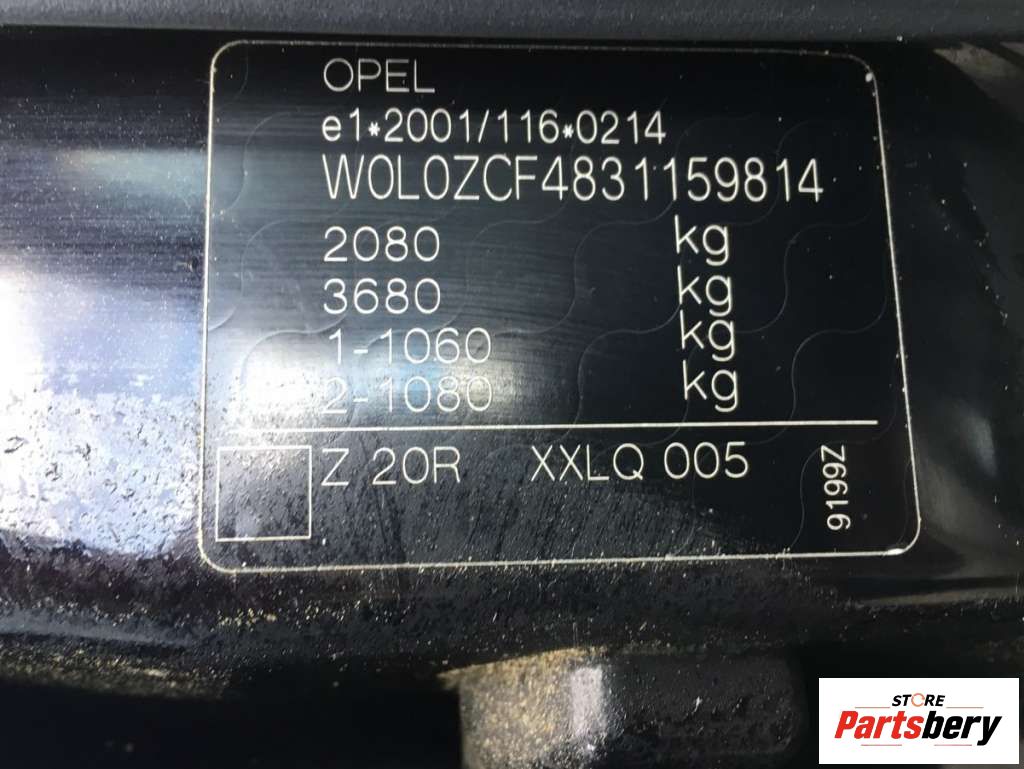 OPEL
e1*2001/116*0214
W0L0ZCF4831159814
2080 kg
3680 kg
1-1060 kg
2-1080 kg
Z 20R XXLQ 005
9199Z
STORE
Partsbery